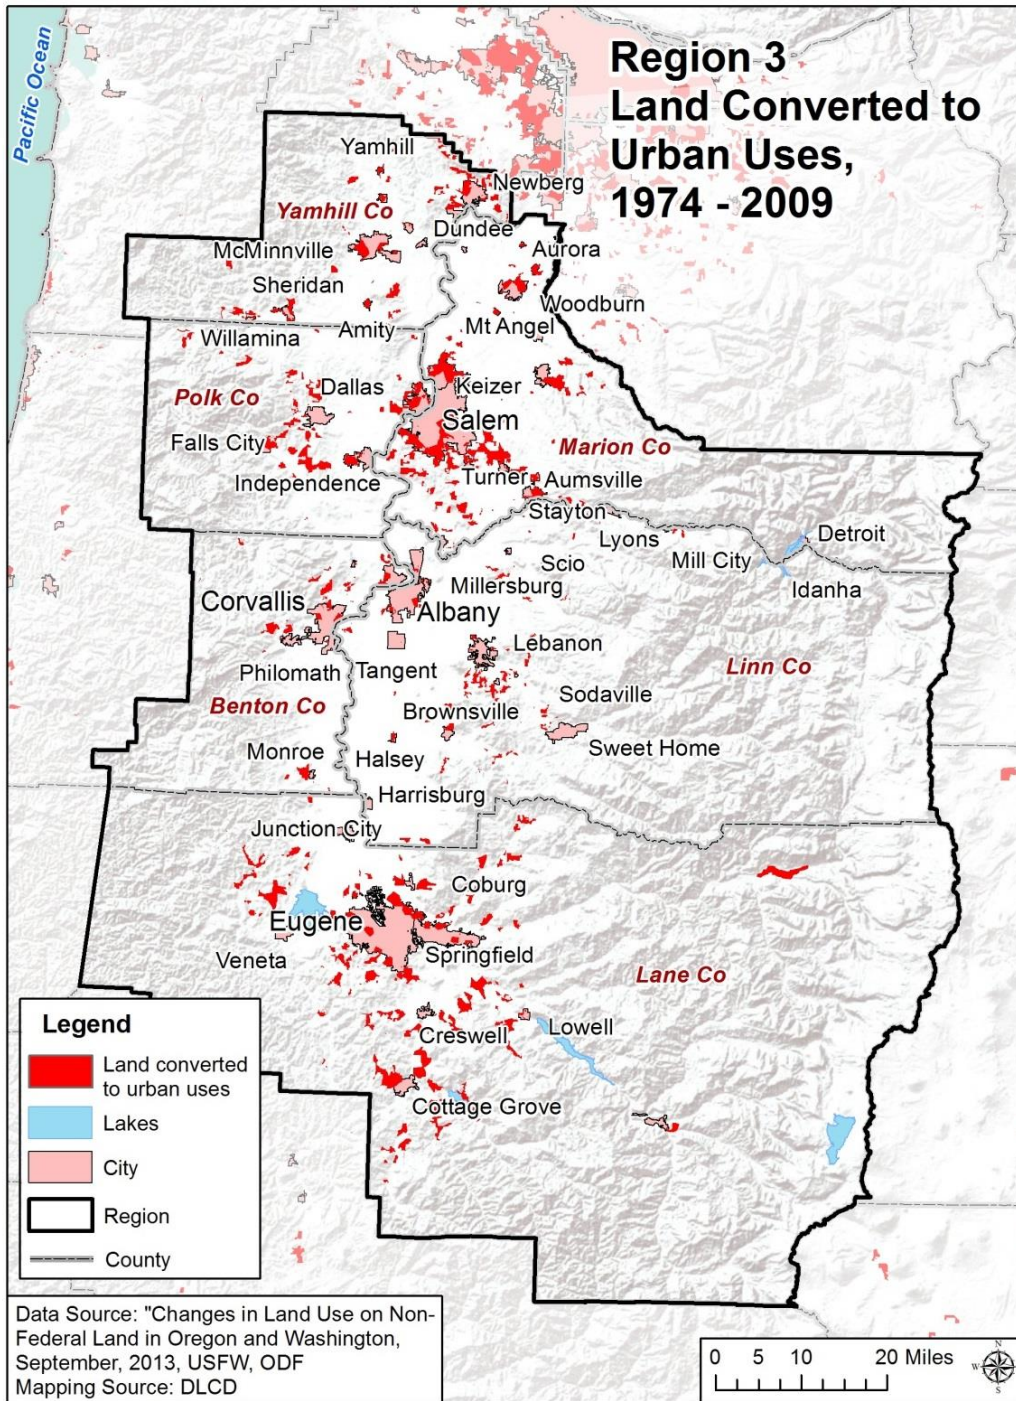 Pacific Ocean
Region 3
Land Converted to
Urban Uses,
1974 - 2009
Yamhill
Newberg
Yamhill Co
Dundee
McMinnville
Aurora
Sheridan
Woodburn
Willamina
Amity
Mt Angel
Dallas
Keizer
Polk Co
Salem
Falls City
Marion Co
Independence
Turner
Aumsville
Stayton
Lyons
Detroit
Scio
Mill City
Millersburg
Idanha
Corvallis
Albany
Lebanon
Philomath
Tangent
Linn Co
Sodaville
Benton Co
Brownsville
Sweet Home
Monroe
Halsey
Harrisburg
Junction City
Coburg
Eugene
Veneta
Springfield
Lane Co
Creswell
Lowell
Cottage Grove
Legend
Land converted
to urban uses
Lakes
City
Region
County
Data Source: "Changes in Land Use on Non-
Federal Land in Oregon and Washington,
September, 2013, USFW, ODF
Mapping Source: DLCD
0 5 10 20 Miles
N
W E
S